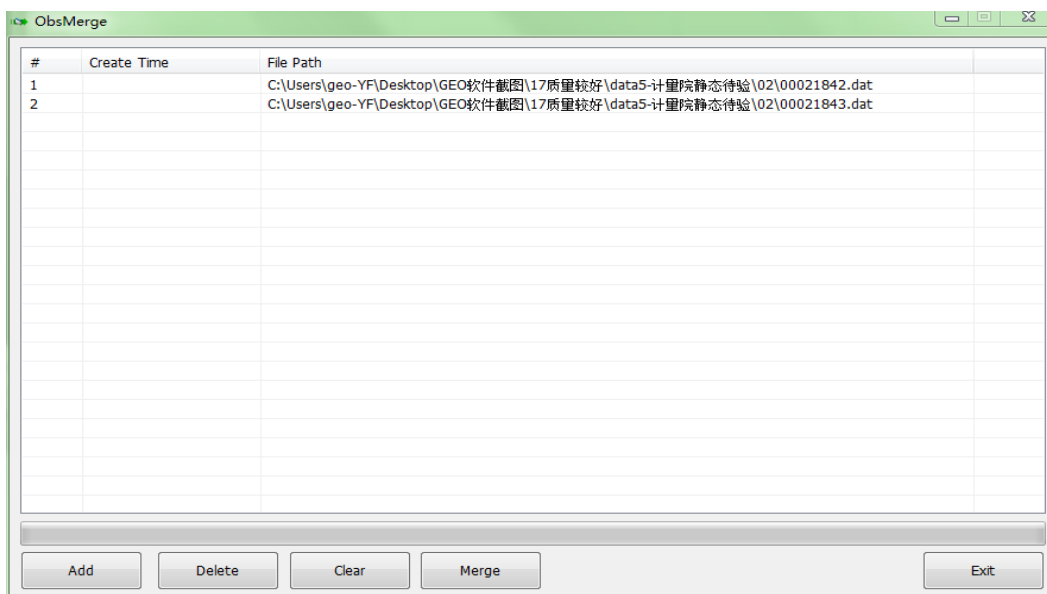 ObsMerge
# Create Time File Path
1 C:\Users\geo-YF\Desktop\GEO软件截图\17质量较好\data5-计量院静态待验\02\00021842.dat
2 C:\Users\geo-YF\Desktop\GEO软件截图\17质量较好\data5-计量院静态待验\02\00021843.dat
Add Delete Clear Merge Exit